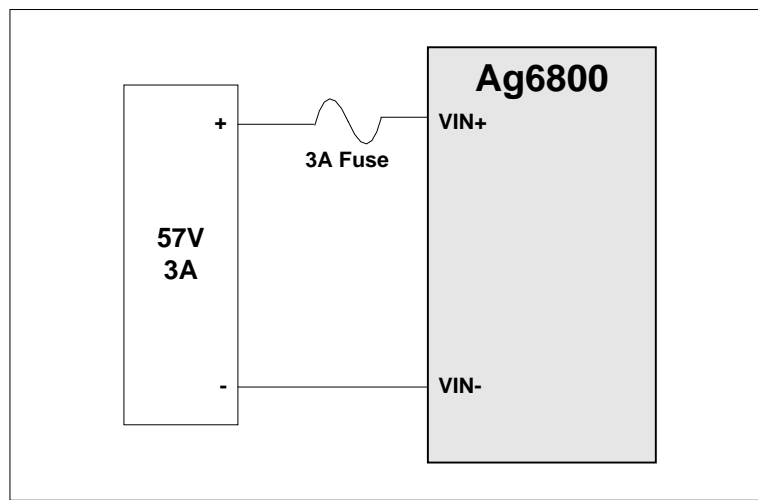 Ag6800
+
VIN+
3A Fuse
57V
3A
-
VIN-